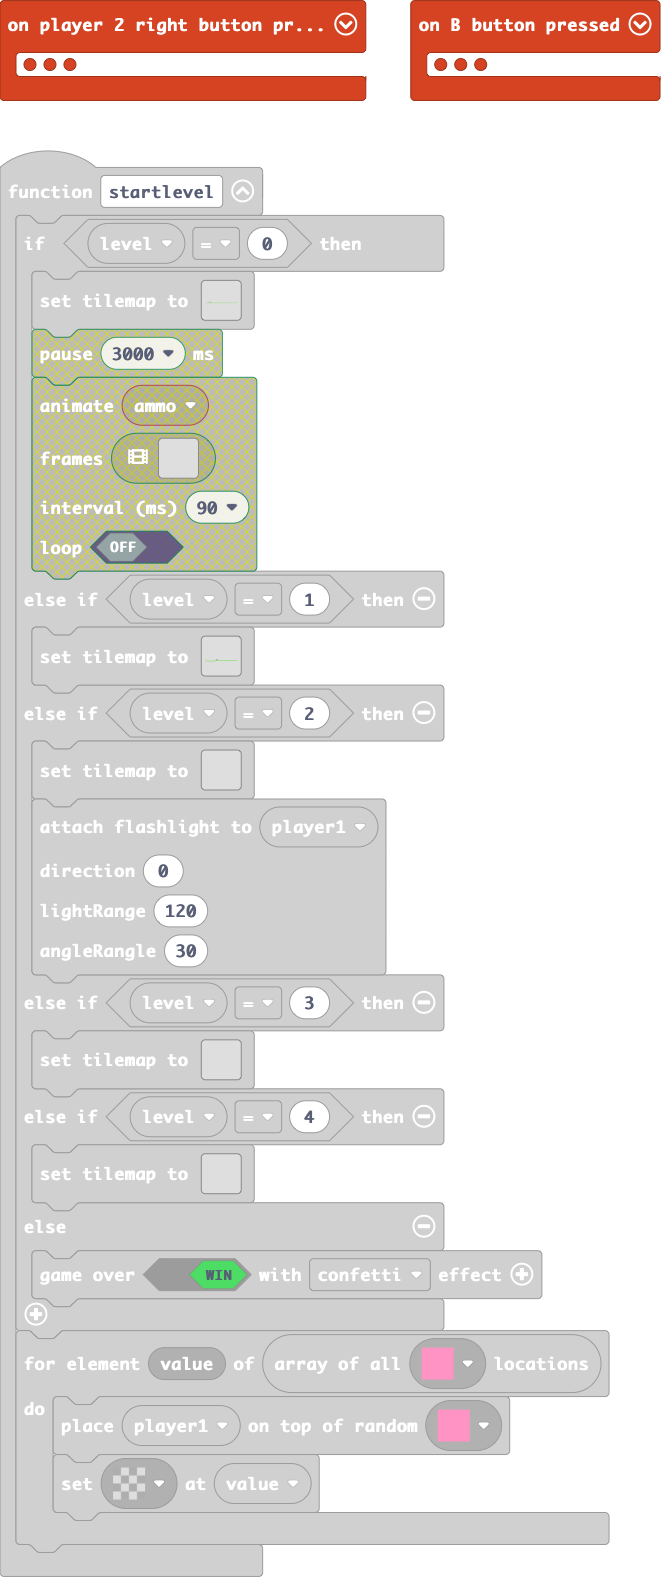 on player 2 right button pr...
on B button pressed
function startlevel
if level = 0 then
set tilemap to
pause 3000 ms
animate ammo
frames
interval (ms) 90
loop OFF
else if level = 1 then
set tilemap to
else if level = 2 then
set tilemap to
attach flashlight to player1
direction 0
lightRange 120
angleRangle 30
else if level = 3 then
set tilemap to
else if level = 4 then
set tilemap to
else
game over WIN with confetti effect
for element value of array of all locations
do
place player1 on top of random
set at value